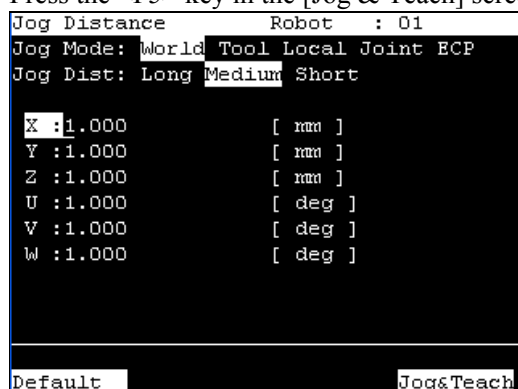 Press the <F3> key in the [Jog & Teach] scre
Jog Distance Robot : 01
Jog Mode: World Tool Local Joint ECP
Jog Dist: Long Medium Short
X :1.000 [ mm ]
Y :1.000 [ mm ]
Z :1.000 [ mm ]
U :1.000 [ deg ]
V :1.000 [ deg ]
W :1.000 [ deg ]
Default Jog&Teach